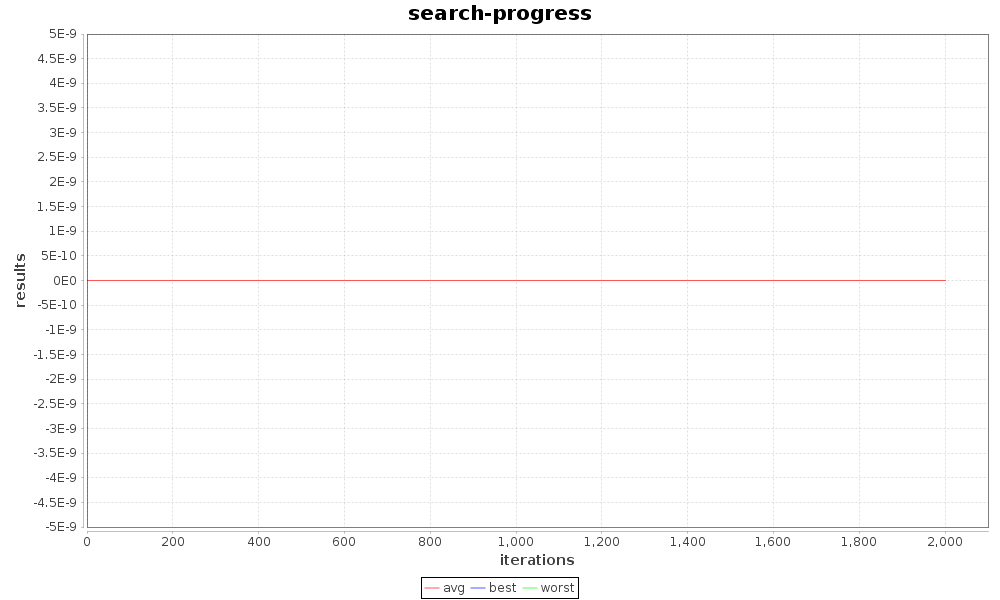 search-progress
5E-9
4.5E-9
4E-9
3.5E-9
3E-9
2.5E-9
2E-9
1.5E-9
1E-9
5E-10
0E0
-5E-10
-1E-9
-1.5E-9
-2E-9
-2.5E-9
-3E-9
-3.5E-9
-4E-9
-4.5E-9
-5E-9
results
0 200 400 600 800 1,000 1,200 1,400 1,600 1,800 2,000
iterations
avg best worst